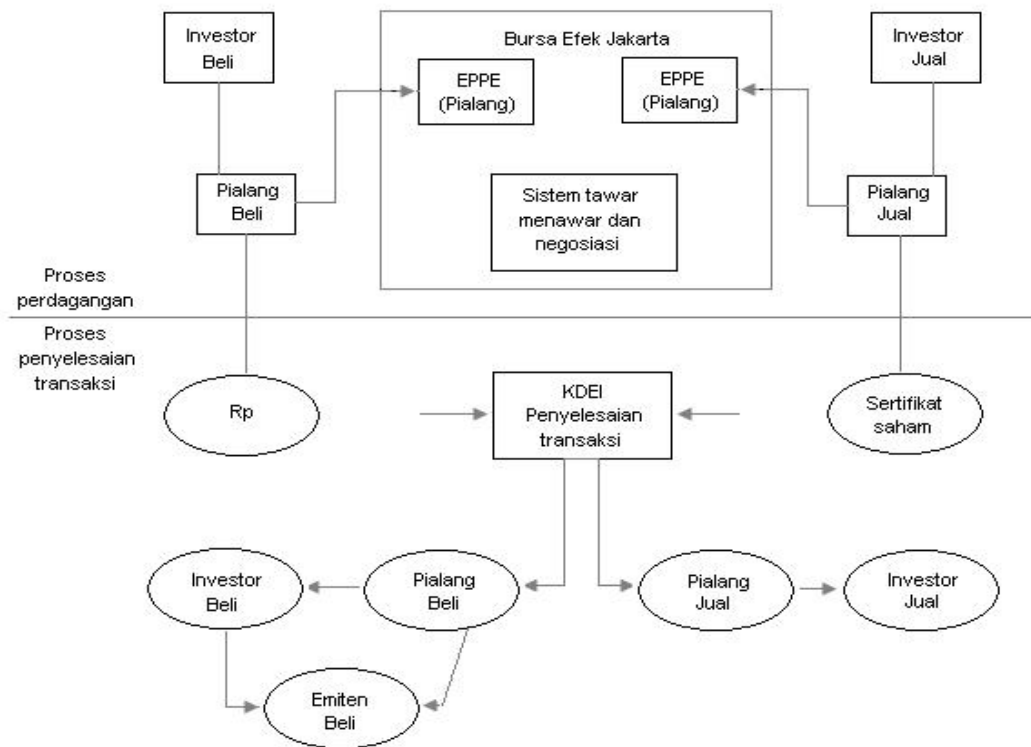 Investor
Beli
Bursa Efek Jakarta
Investor
Jual
EPPE
(Pialang)
EPPE
(Pialang)
Pialang
Beli
Sistem tawar
menawar dan
negosiasi
Pialang
Jual
Proses
perdagangan
Proses
penyelesaian
transaksi
Rp
KDEI
Penyelesaian
transaksi
Sertifikat
saham
Investor
Beli
Pialang
Beli
Pialang
Jual
Investor
Jual
Emiten
Beli